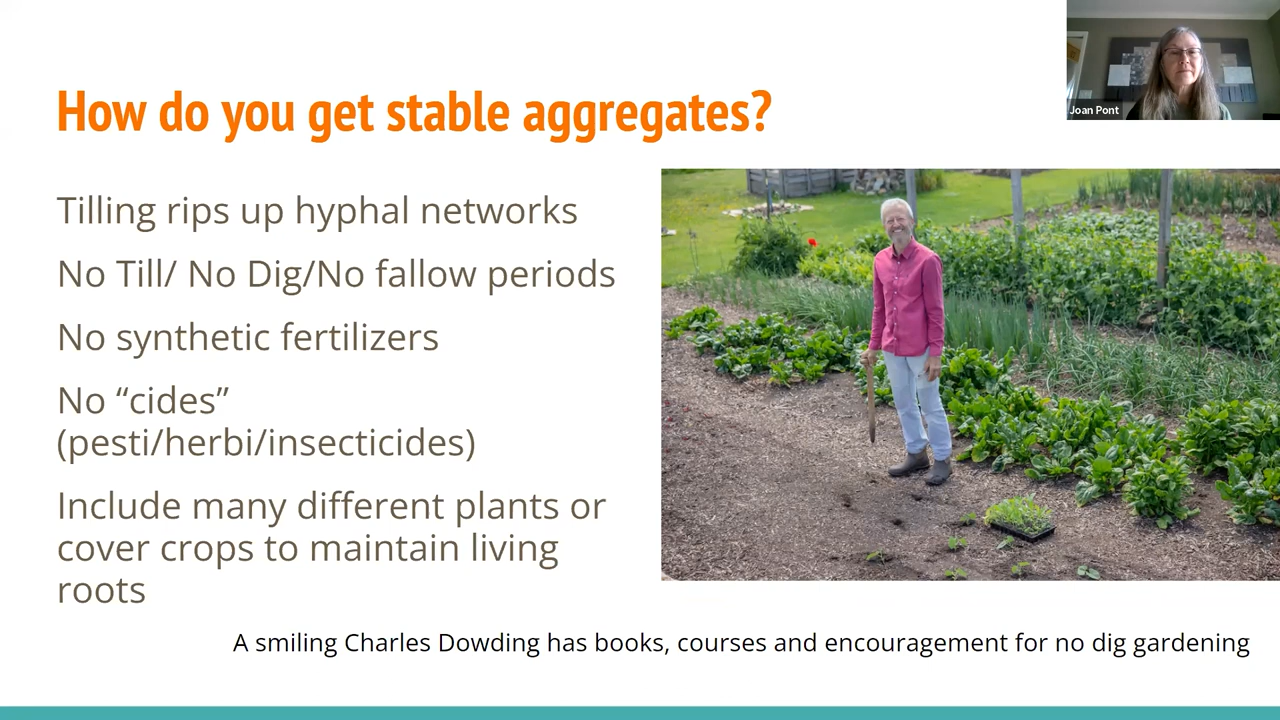 How do you get stable aggregates?
Joan Pont
Tilling rips up hyphal networks
No Till/ No Dig/No fallow periods
No synthetic fertilizers
No “cides”
(pesti/herbi/insecticides)
Include many different plants or
cover crops to maintain living
roots
A smiling Charles Dowding has books, courses and encouragement for no dig gardening